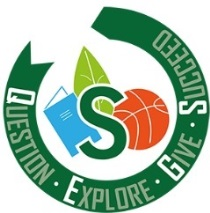 S
QUESTION · EXPLORE · GIVE · SUCCEED